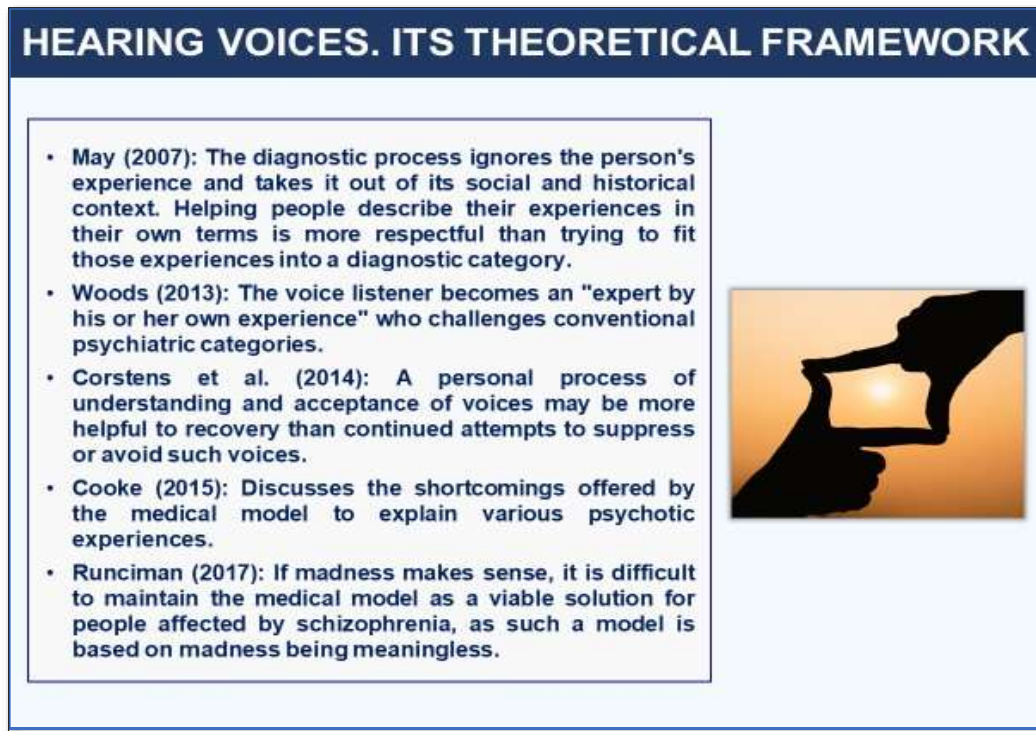 HEARING VOICES. ITS THEORETICAL FRAMEWORK
• May (2007): The diagnostic process ignores the person's
experience and takes it out of its social and historical
context. Helping people describe their experiences in
their own terms is more respectful than trying to fit
those experiences into a diagnostic category.
• Woods (2013): The voice listener becomes an "expert by
his or her own experience" who challenges conventional
psychiatric categories.
• Corstens et al. (2014): A personal process of
understanding and acceptance of voices may be more
helpful to recovery than continued attempts to suppress
or avoid such voices.
• Cooke (2015): Discusses the shortcomings offered by
the medical model to explain various psychotic
experiences.
• Runciman (2017): If madness makes sense, it is difficult
to maintain the medical model as a viable solution for
people affected by schizophrenia, as such a model is
based on madness being meaningless.